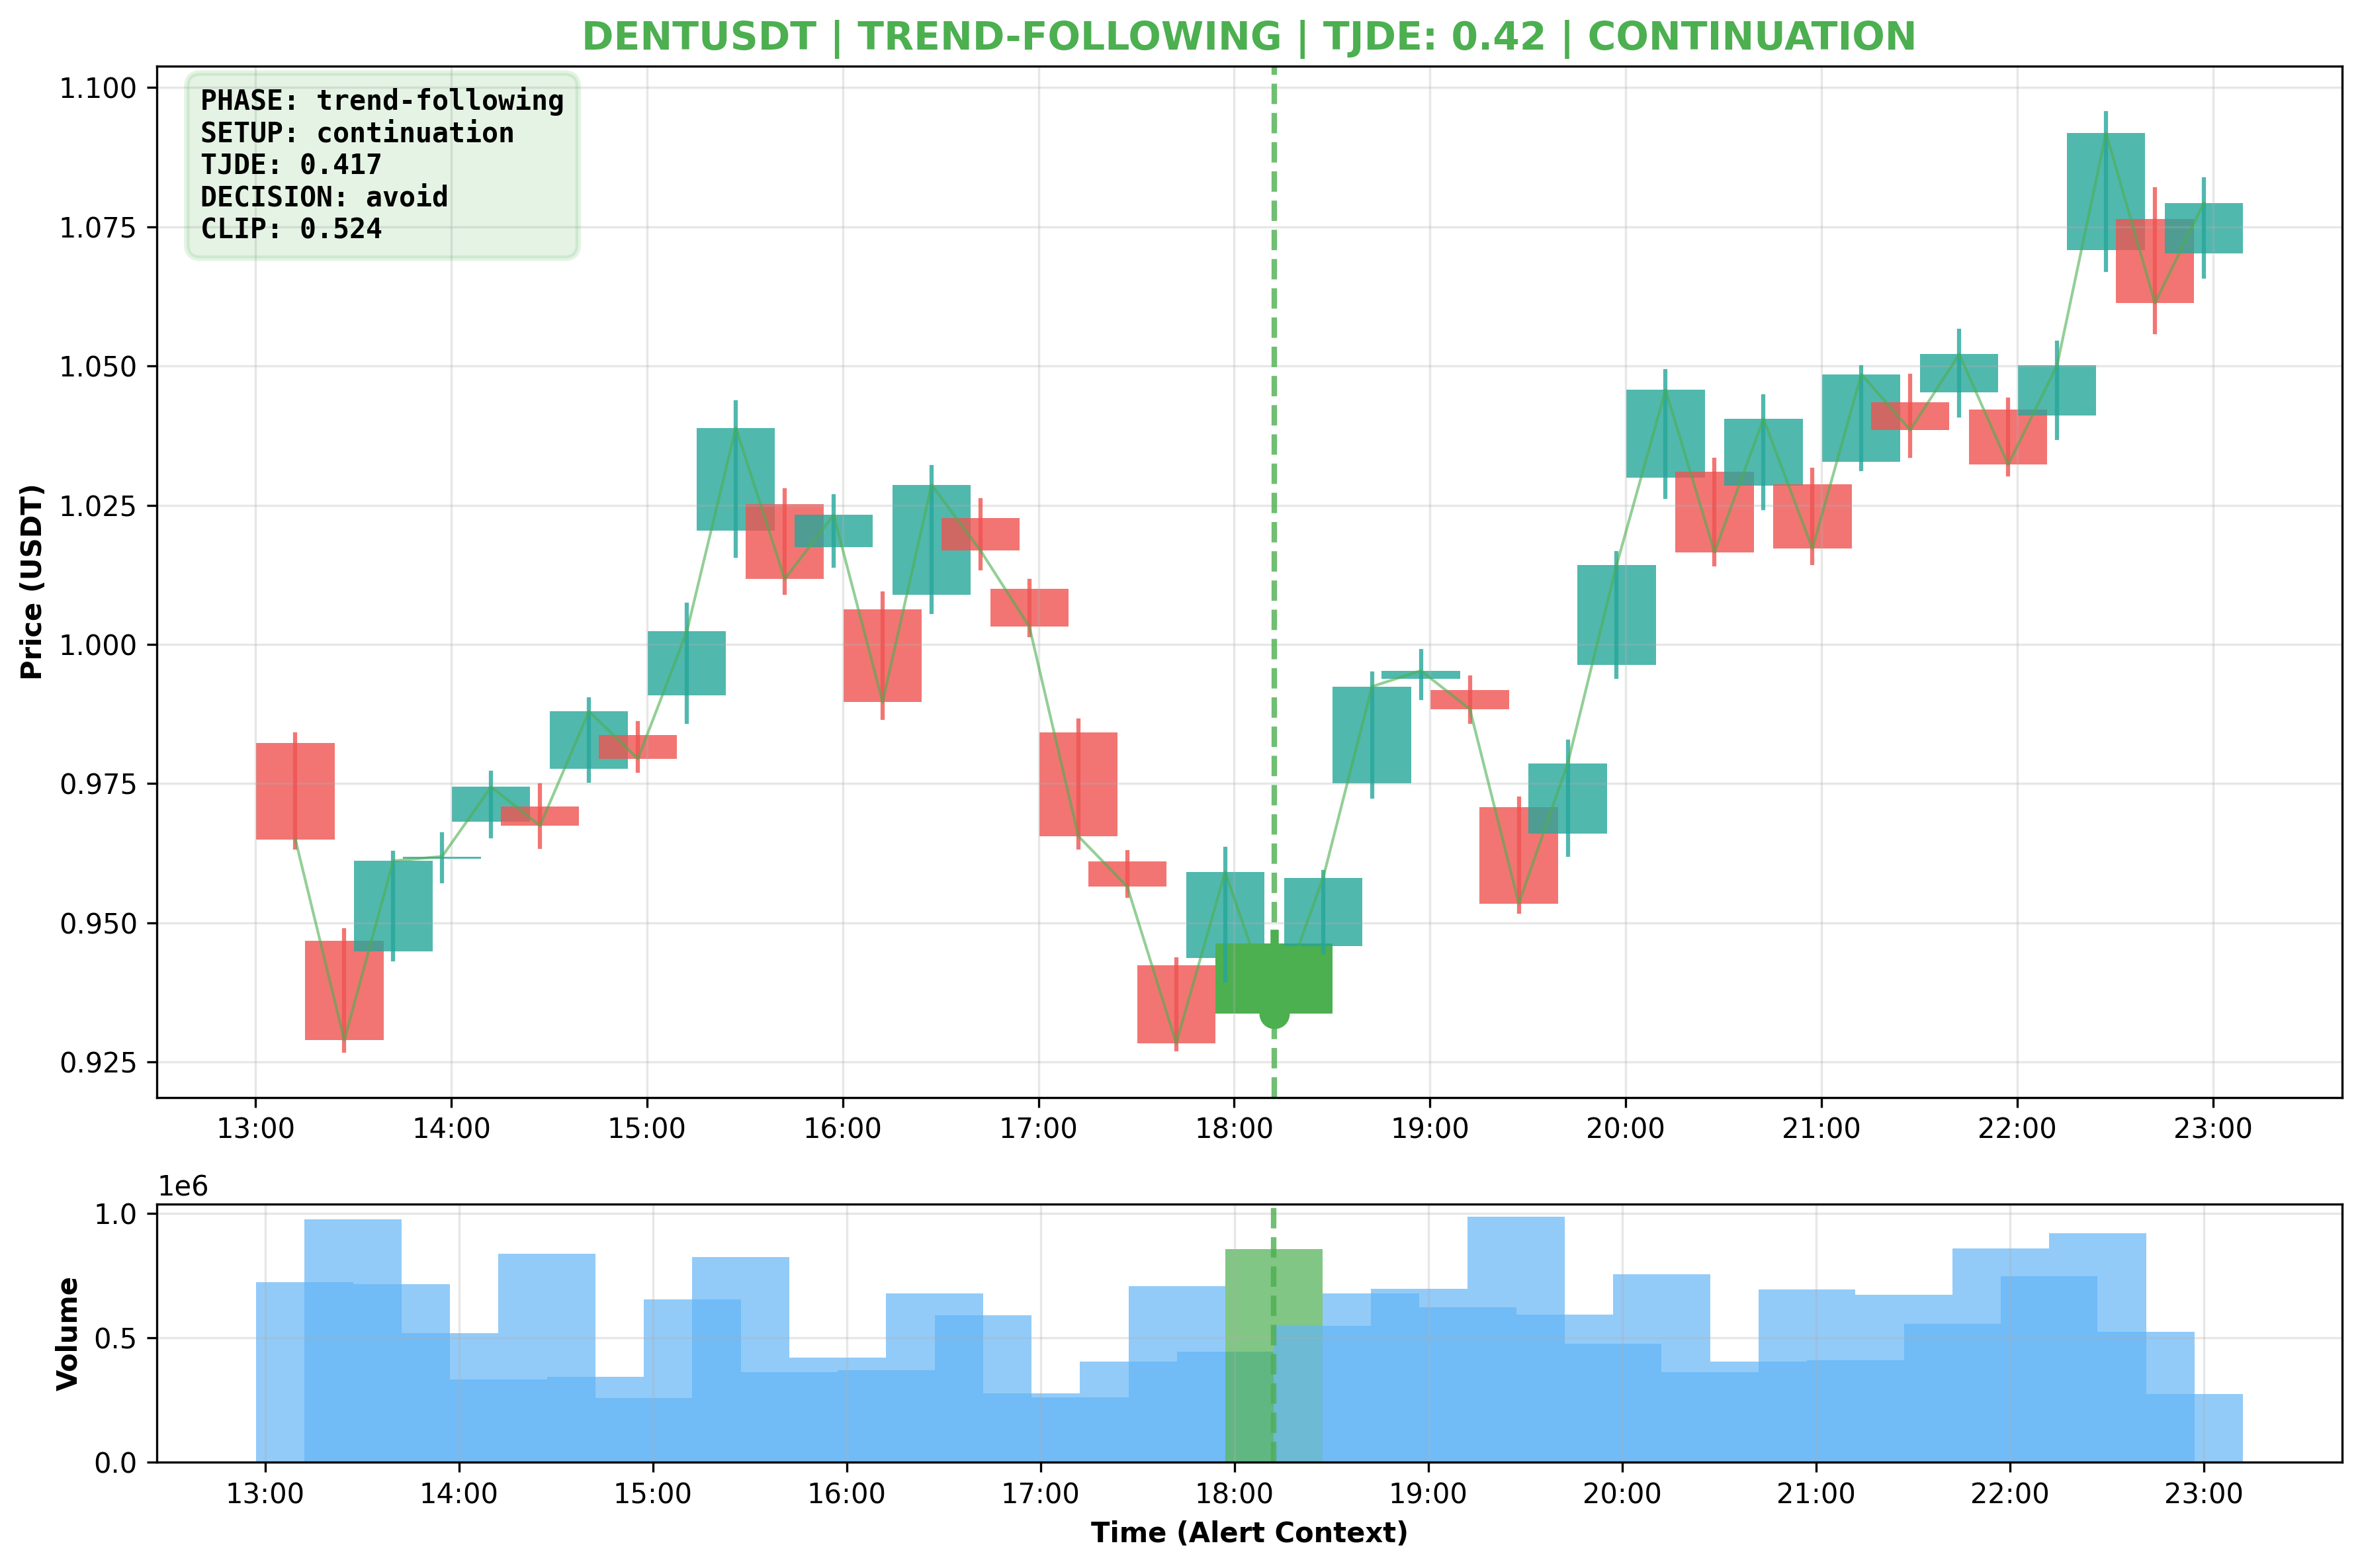 DENTUSDT | TREND-FOLLOWING | TJDE: 0.42 | CONTINUATION
PHASE: trend-following
SETUP: continuation
TJDE: 0.417
DECISION: avoid
CLIP: 0.524
Price (USDT)
1.100
1.075
1.050
1.025
1.000
0.975
0.950
0.925
13:00 14:00 15:00 16:00 17:00 18:00 19:00 20:00 21:00 22:00 23:00
1e6
Volume
1.0
0.5
0.0
13:00 14:00 15:00 16:00 17:00 18:00 19:00 20:00 21:00 22:00 23:00
Time (Alert Context)